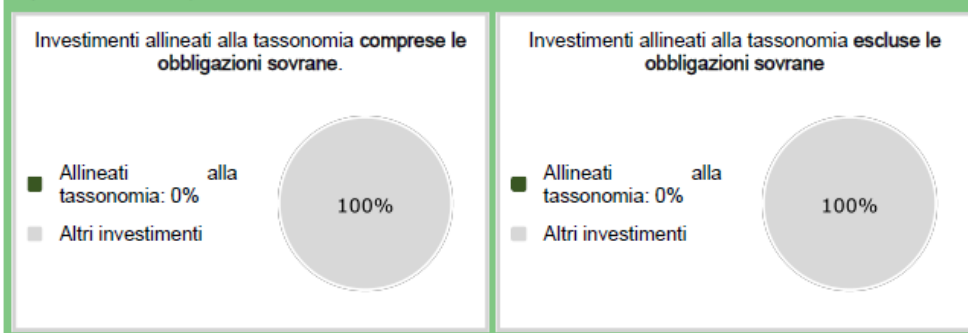 Investimenti allineati alla tassonomia comprese le
obbligazioni sovrane.
Allineati alla
tassonomia: 0%
Altri investimenti
100%
Investimenti allineati alla tassonomia escluse le
obbligazioni sovrane
Allineati alla
tassonomia: 0%
Altri investimenti
100%